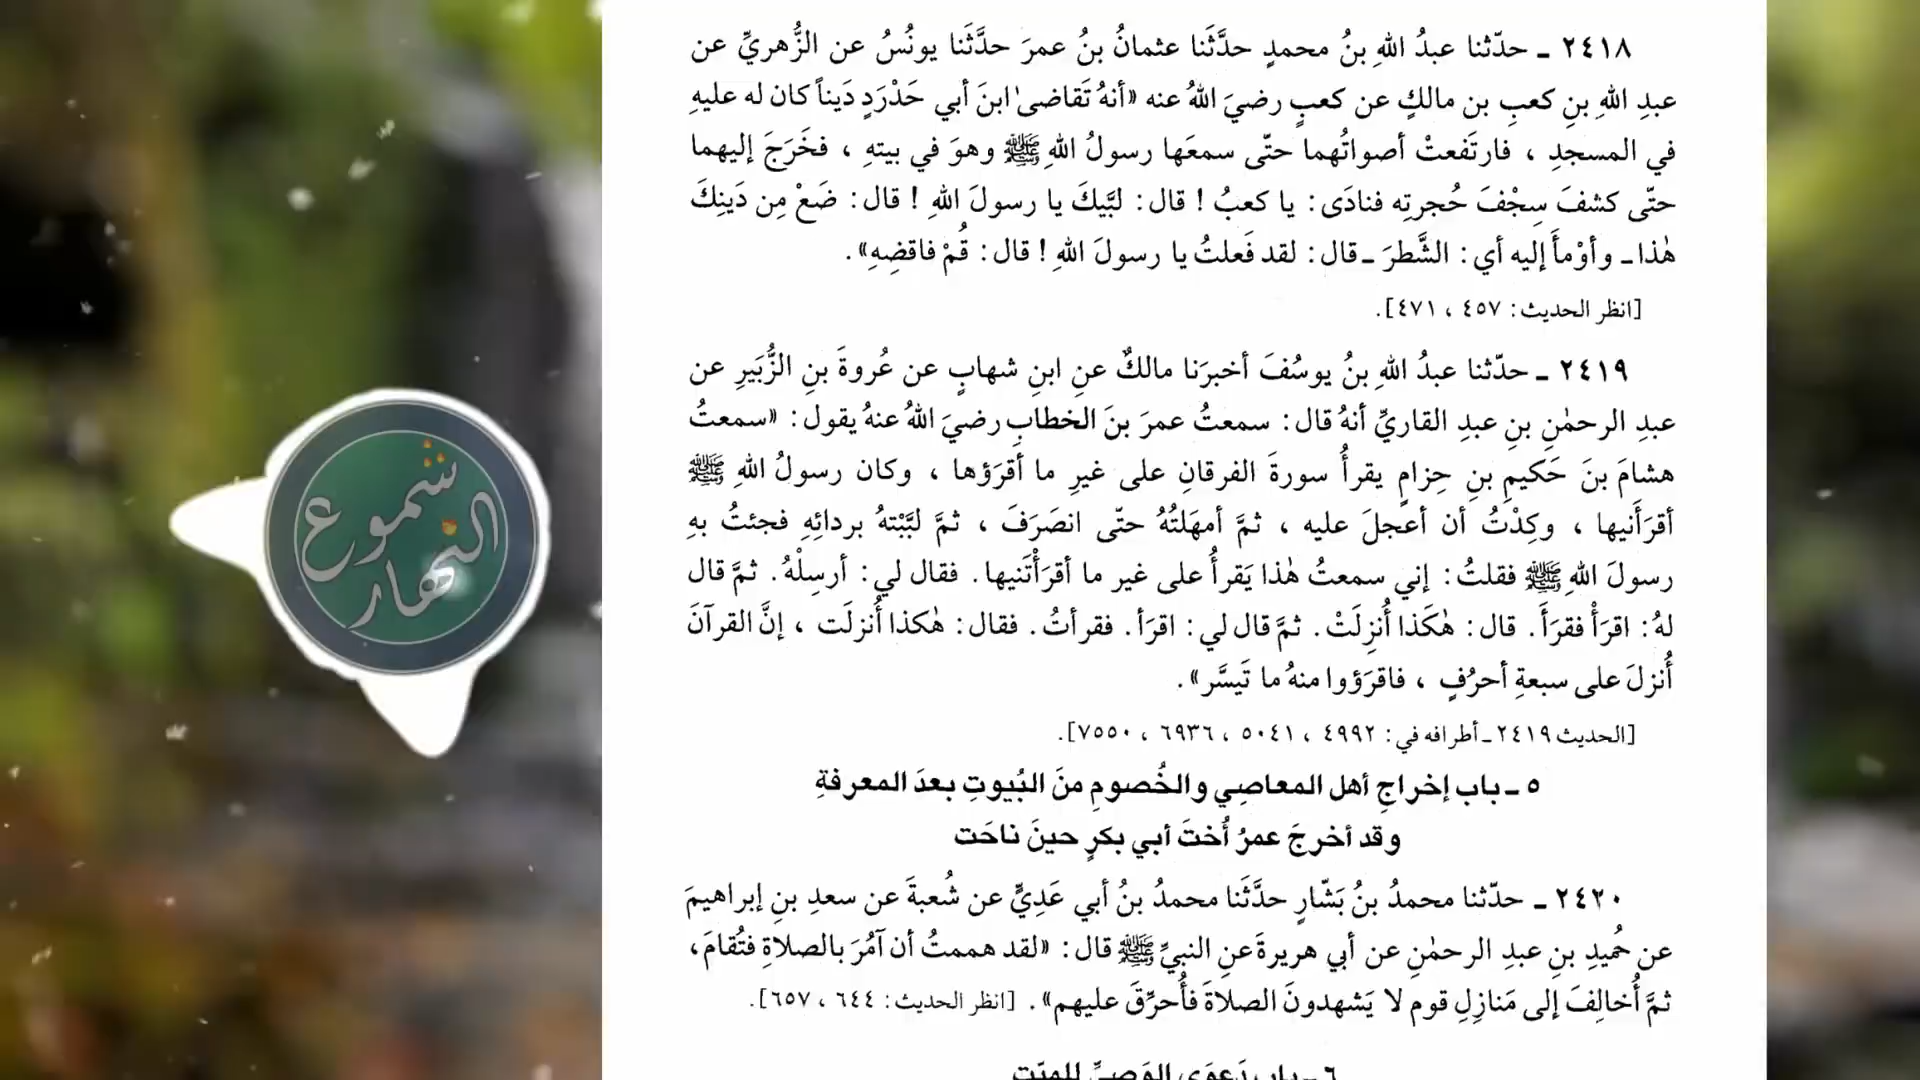 ٢٤١٨ ـ حدّثنا عبدُ اللهِ بنُ محمدٍ حدَّثَنا عثمانُ بنُ عمرَ حدَّثَنا يونُسُ عن الزُّهريِّ عن
عبدِ اللهِ بنِ كعبِ بن مالكٍ عن كعبٍ رضيَ اللهُ عنه «أنهُ تَقاضىٰ ابنَ أبي حَدْرَدٍ دَيناً كان له عليهِ
في المسجدِ ، فارتَفعتْ أصواتُهما حتّى سمعَها رسولُ اللهِ ﷺ وهوَ في بيتهِ ، فخَرَجَ إليهما
حتّى كشفَ سِجْفَ حُجرتِه فنادَى: يا كعبُ ! قال: لبَّيكَ يا رسولَ اللهِ ! قال: ضَعْ مِن دَينِكَ
هٰذا ـ وأوْمأَ إليه أي: الشَّطرَ ـ قال: لقد فَعلتُ يا رسولَ اللهِ ! قال: قُمْ فاقضِهِ».
[انظر الحديث: ٤٥٧ ، ٤٧١].
٢٤١٩ ـ حدّثنا عبدُ اللهِ بنُ يوسُفَ أخبرَنا مالكٌ عنِ ابنِ شهابٍ عن عُروةَ بنِ الزُّبَيرِ عن
عبدِ الرحمٰنِ بنِ عبدِ القاريِّ أنهُ قال: سمعتُ عمرَ بنَ الخطابِ رضيَ اللهُ عنهُ يقول: «سمعتُ
هشامَ بنَ حَكيمِ بنِ حِزامٍ يقرأُ سورةَ الفرقانِ على غيرِ ما أقرَؤها ، وكان رسولُ اللهِ ﷺ
أقرَأَنيها ، وكِدْتُ أن أعجلَ عليه ، ثمَّ أمهَلتُهُ حتّى انصَرَفَ ، ثمَّ لبَّبْتهُ بردائِهِ فجئتُ بهِ
رسولَ اللهِ ﷺ فقلتُ: إني سمعتُ هٰذا يَقرأُ على غير ما أقرَأْتَنيها. فقال لي: أرسِلْهُ. ثمَّ قال
لهُ: اقرَأْ فقرَأَ. قال: هٰكَذا أُنزِلَتْ. ثمَّ قال لي: اقرَأ. فقرأتُ. فقال: هٰكذا أُنزلَت ، إنَّ القرآنَ
أُنزلَ على سبعةِ أحرُفٍ ، فاقرَؤوا منهُ ما تَيسَّر».
[الحديث ٢٤١٩ ـ أطرافه في: ٤٩٩٢ ، ٥٠٤١ ، ٦٩٣٦ ، ٧٥٥٠].
٥ ـ باب إخراجِ أهل المعاصِي والخُصومِ منَ البُيوتِ بعدَ المعرفةِ
وقد أخرجَ عمرُ أُختَ أبي بكرٍ حينَ ناحَت
٢٤٢٠ ـ حدّثنا محمدُ بنُ بَشّارٍ حدَّثَنا محمدُ بنُ أبي عَدِيٍّ عن شُعبةَ عن سعدِ بنِ إبراهيمَ
عن حُميدِ بنِ عبدِ الرحمٰنِ عن أبي هريرةَ عنِ النبيِّ ﷺ قال: «لقد هممتُ أن آمُرَ بالصلاةِ فتُقامَ،
ثمَّ أُخالِفَ إلى مَنازِلِ قوم لا يَشهدونَ الصلاةَ فأُحرِّقَ عليهم». [انظر الحديث: ٦٤٤ ، ٦٥٧].
٦ ـ باب دَعوَى الوَصيِّ للميّت
شموع
النهار